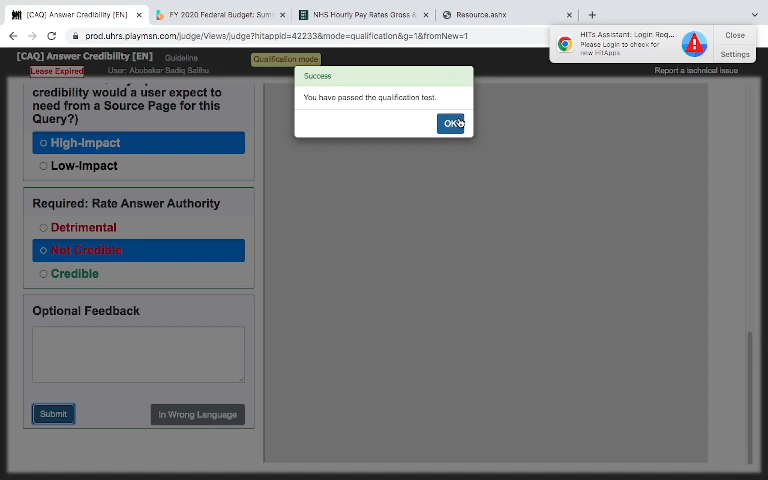 [CAQ] Answer Credibility [EN]
FY 2020 Federal Budget: Sum
NHS Hourly Pay Rates Gross &
Resource.ashx
prod.uhrs.playmsn.com/judge/Views/judge?hitappid=42233&mode=qualification&g=1&fromNew=1
HITs Assistant: Login Req...
Please Login to check for
new HitApps
Close
Settings
[CAQ] Answer Credibility [EN]
Guideline
Qualification mode
Lease Expired
User: Abubakar Sadiq Salihu
Report a technical issue
Success
You have passed the qualification test.
OK
credibility would a user expect to
need from a Source Page for this
Query?)
High-Impact
Low-Impact
Required: Rate Answer Authority
Detrimental
Not Credible
Credible
Optional Feedback
Submit
In Wrong Language